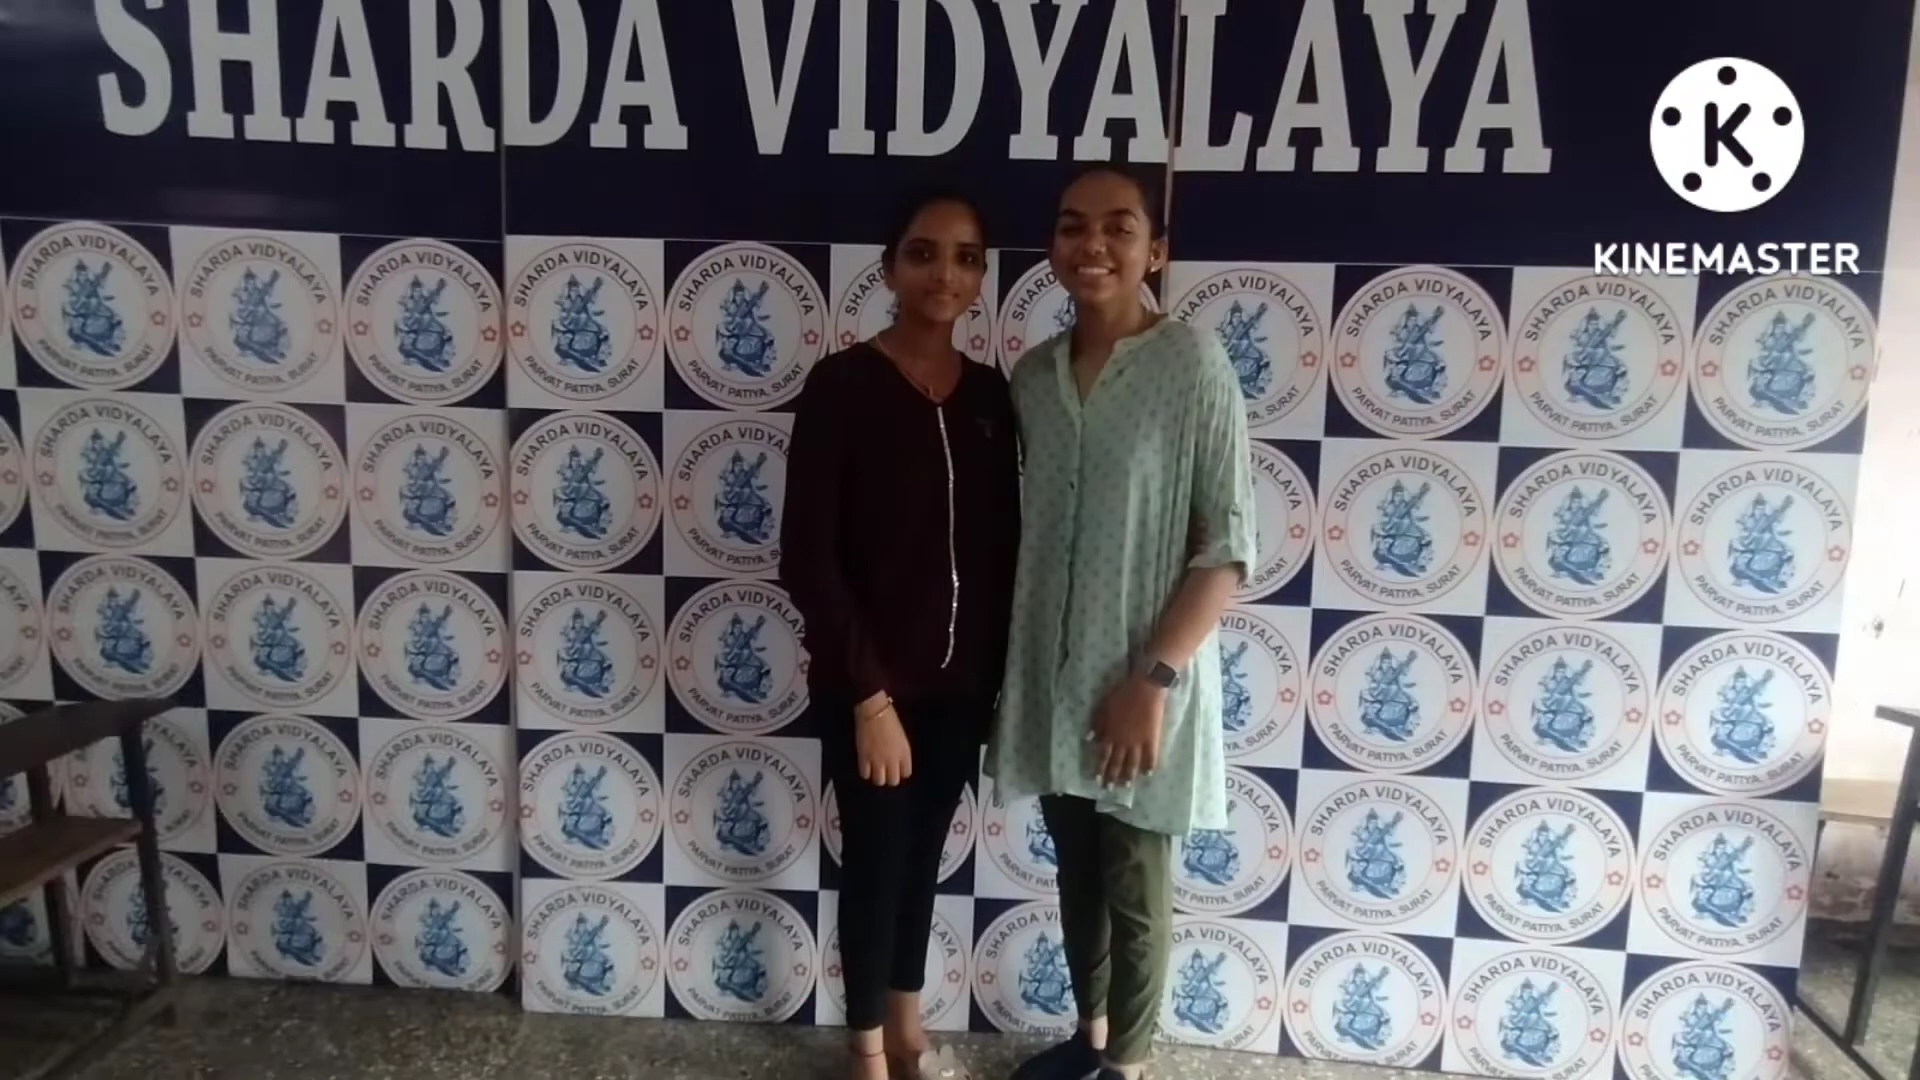 SHARDA VIDYALAYA
K
KINEMASTER
SHARDA VIDYALAYA
PARVAT PATIYA, SURAT